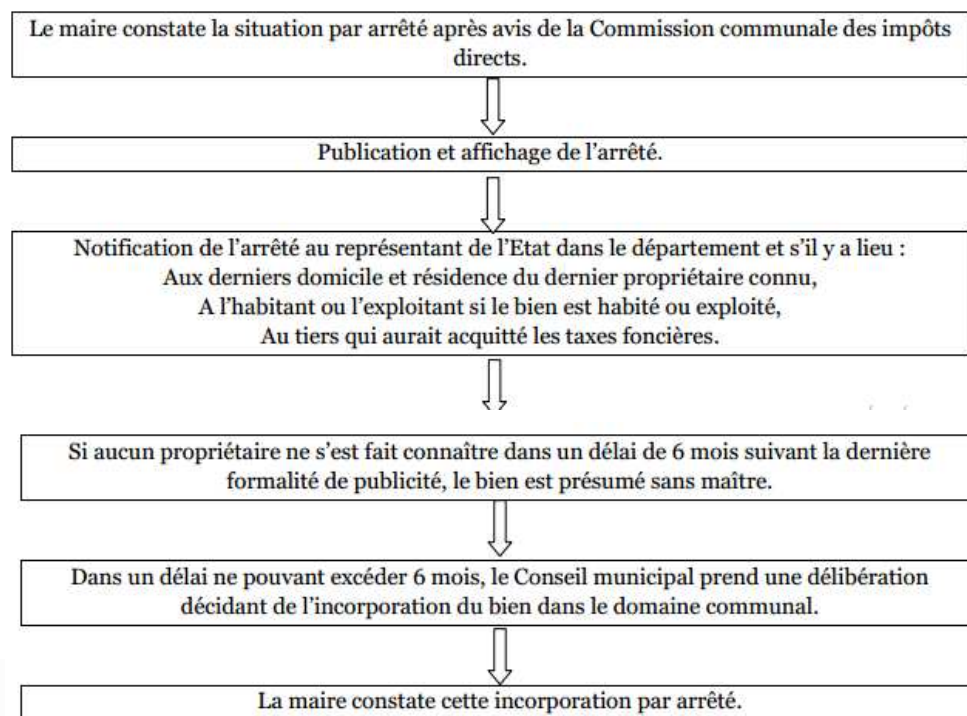 Le maire constate la situation par arrêté après avis de la Commission communale des impôts
directs.
Publication et affichage de l’arrêté.
Notification de l’arrêté au représentant de l’Etat dans le département et s’il y a lieu :
Aux derniers domicile et résidence du dernier propriétaire connu,
A l’habitant ou l’exploitant si le bien est habité ou exploité,
Au tiers qui aurait acquitté les taxes foncières.
Si aucun propriétaire ne s’est fait connaître dans un délai de 6 mois suivant la dernière
formalité de publicité, le bien est présumé sans maître.
Dans un délai ne pouvant excéder 6 mois, le Conseil municipal prend une délibération
décidant de l’incorporation du bien dans le domaine communal.
La maire constate cette incorporation par arrêté.